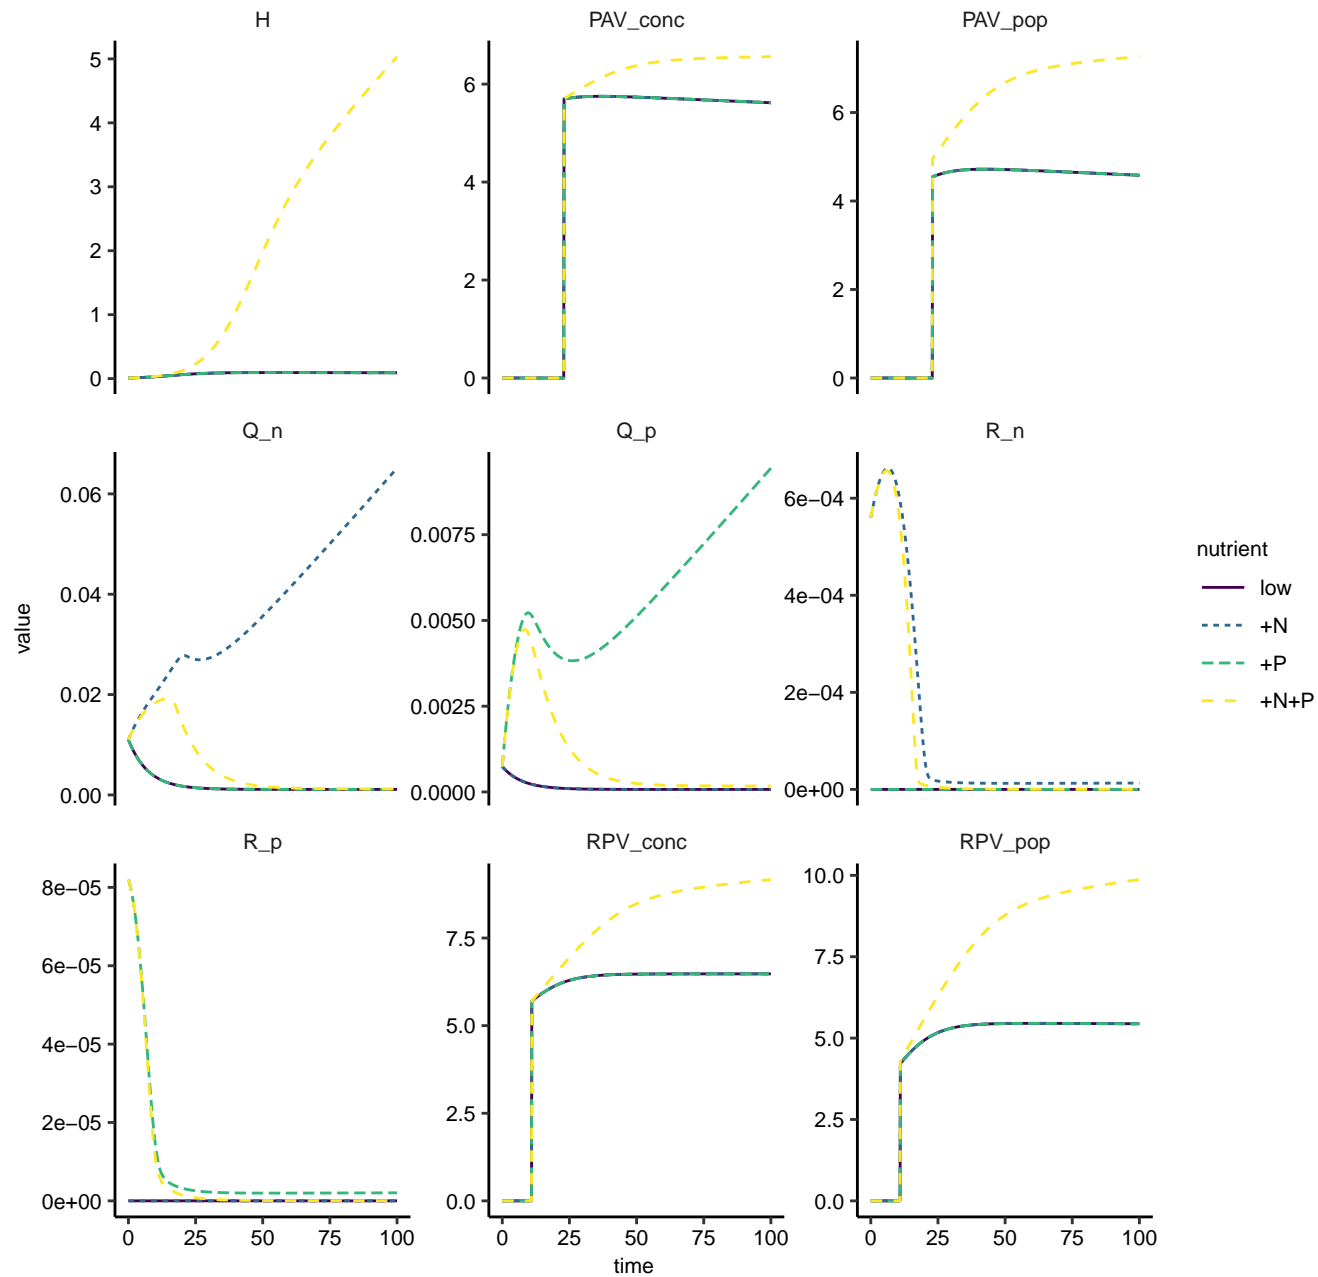 H
PAV_conc
PAV_pop
5
4
3
2
1
0
6
4
2
0
6
4
2
0
Q_n
Q_p
R_n
0.06
0.04
0.02
0.00
0.0075
0.0050
0.0025
0.0000
6e−04
4e−04
2e−04
0e+00
value
nutrient
low
+N
+P
+N+P
R_p
RPV_conc
RPV_pop
8e−05
6e−05
4e−05
2e−05
0e+00
7.5
5.0
2.5
0.0
10.0
7.5
5.0
2.5
0.0
0 25 50 75 100
0 25 50 75 100
0 25 50 75 100
time